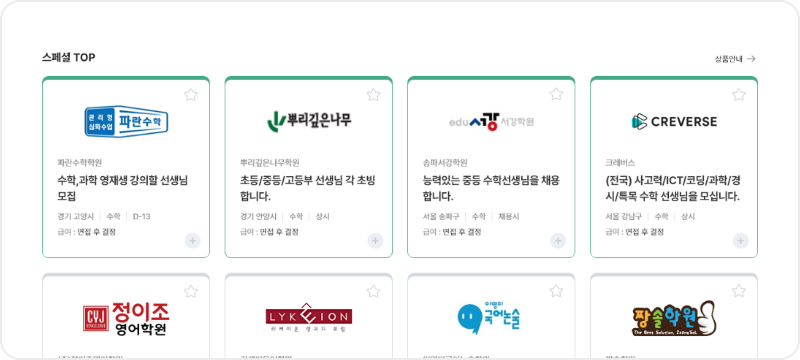 스페셜 TOP
상품안내 →
관리형
심화수업
파란수학
파란수학학원
수학,과학 영재생 강의할 선생님
모집
경기 고양시 | 수학 | D-13
급여 : 면접 후 결정
뿌리깊은나무
뿌리깊은나무학원
초등/중등/고등부 선생님 각 초빙
합니다.
경기 안양시 | 수학 | 상시
급여 : 면접 후 결정
edu서강 서강학원
송파서강학원
능력있는 중등 수학선생님을 채용
합니다.
서울 송파구 | 수학 | 채용시
급여 : 면접 후 결정
CREVERSE
크레버스
(전국) 사고력/ICT/코딩/과학/경
시/특목 수학 선생님을 모십니다.
서울 강남구 | 수학 | 상시
급여 : 면접 후 결정
CYJ
ENGLISH
정이조
영어학원
LYKEION
이명미
국어논술
짱솔학원
The Best Solution, ZzangSol